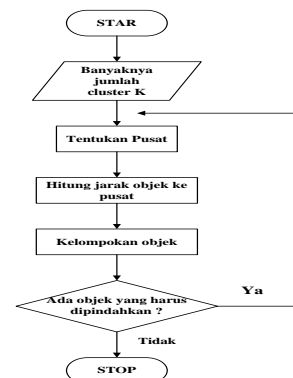 STAR
Banyaknya
jumlah
cluster K
Tentukan Pusat
Hitung jarak objek ke
pusat
Kelompokan objek
Ada objek yang harus
dipindahkan ?
Ya
Tidak
STOP